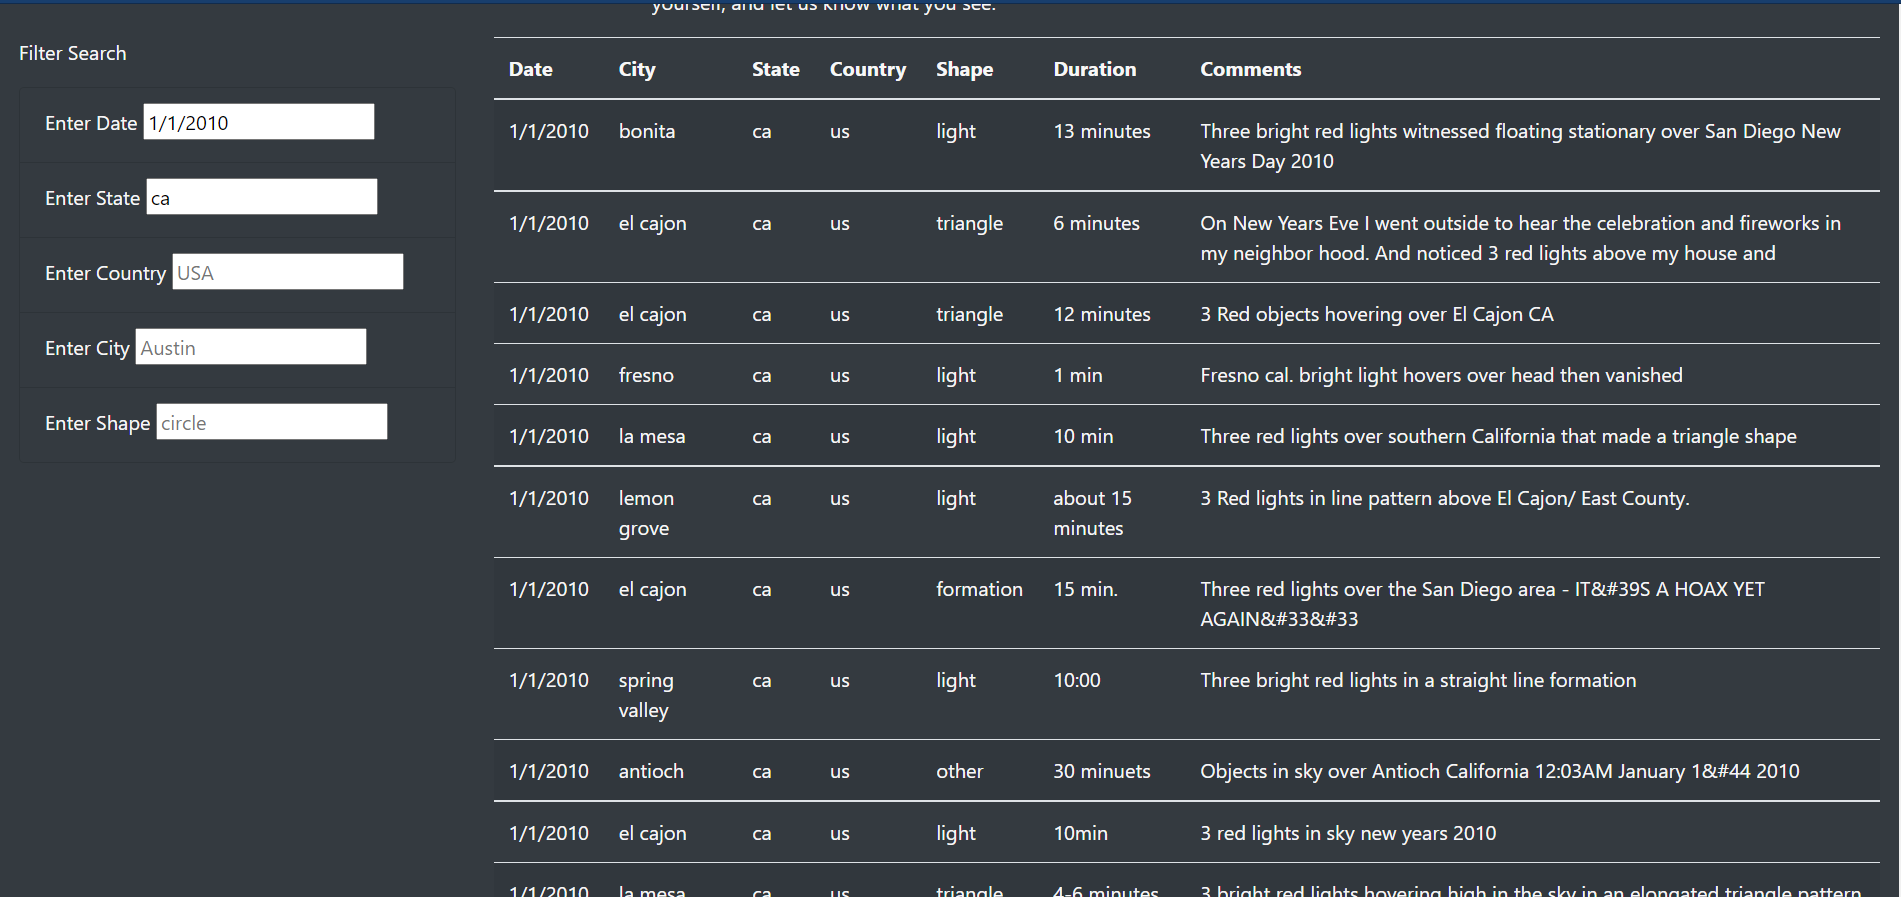 yourself, and let us know what you see.
Filter Search
Enter Date 1/1/2010
Enter State ca
Enter Country USA
Enter City Austin
Enter Shape circle
Date City State Country Shape Duration Comments
1/1/2010 bonita ca us light 13 minutes Three bright red lights witnessed floating stationary over San Diego New
Years Day 2010
1/1/2010 el cajon ca us triangle 6 minutes On New Years Eve I went outside to hear the celebration and fireworks in
my neighbor hood. And noticed 3 red lights above my house and
1/1/2010 el cajon ca us triangle 12 minutes 3 Red objects hovering over El Cajon CA
1/1/2010 fresno ca us light 1 min Fresno cal. bright light hovers over head then vanished
1/1/2010 la mesa ca us light 10 min Three red lights over southern California that made a triangle shape
1/1/2010 lemon ca us light about 15 3 Red lights in line pattern above El Cajon/ East County.
grove minutes
1/1/2010 el cajon ca us formation 15 min. Three red lights over the San Diego area - IT&#39S A HOAX YET
AGAIN&#33&#33
1/1/2010 spring ca us light 10:00 Three bright red lights in a straight line formation
valley
1/1/2010 antioch ca us other 30 minuets Objects in sky over Antioch California 12:03AM January 1&#44 2010
1/1/2010 el cajon ca us light 10min 3 red lights in sky new years 2010
1/1/2010 la mesa ca us triangle 4-6 minutes 3 bright red lights hovering high in the sky in an elongated triangle pattern